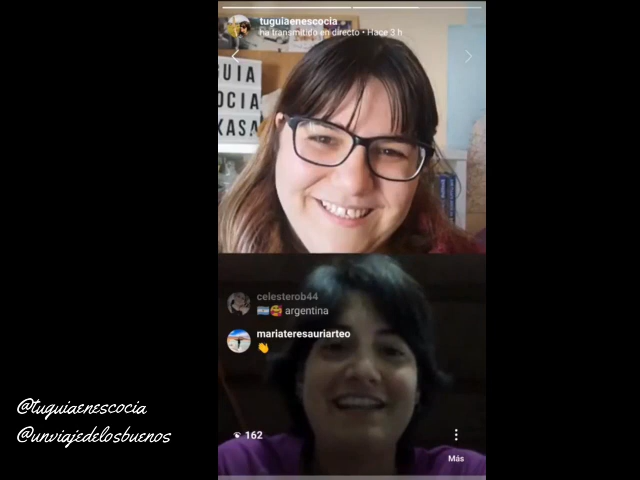 tuguiaenescocia
ha transmitido en directo • Hace 3 h
GUIA
OCIA
KASA
celesterob44
🇦🇷🥰 argentina
mariateresauriarteo
👏
162
Más
@tuguiaenescocia
@unviajedelosbuenos